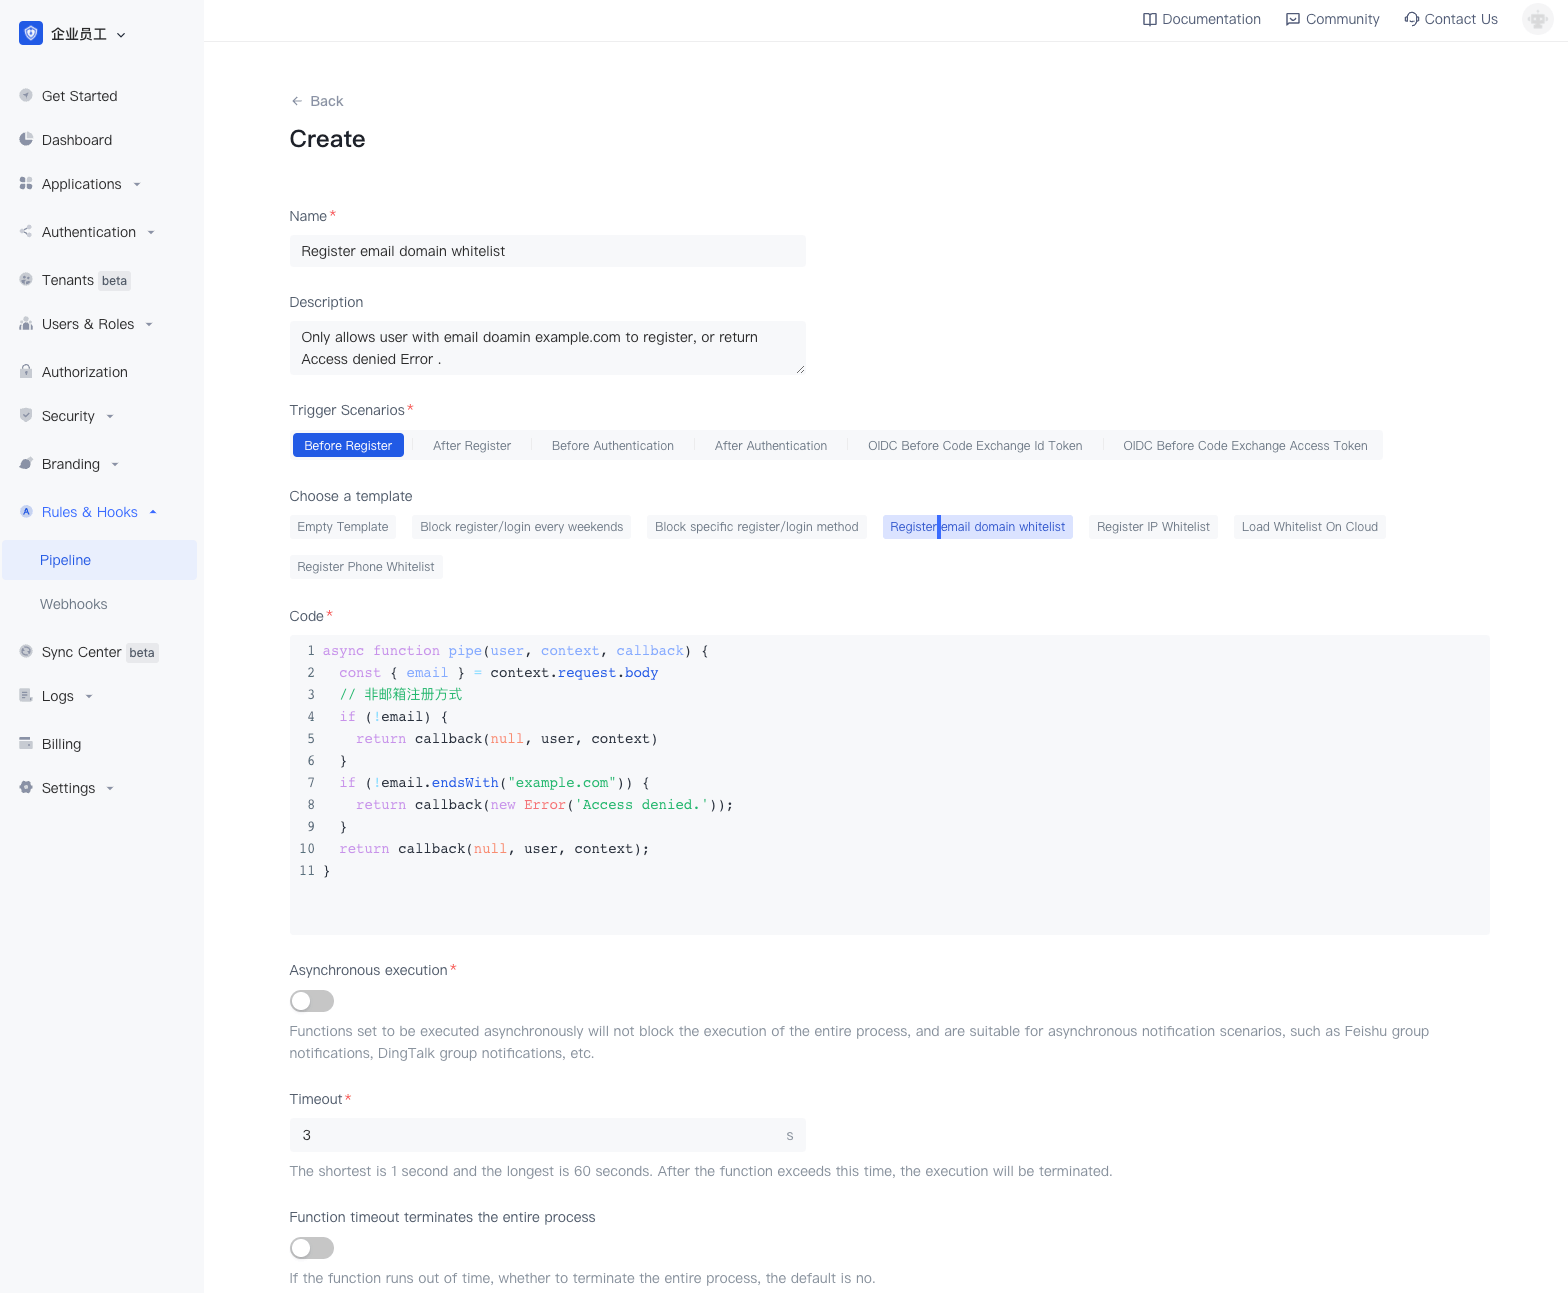 企业员工
Documentation
Community
Contact Us
Get Started
Dashboard
Applications
Authentication
Tenants beta
Users & Roles
Authorization
Security
Branding
Rules & Hooks
Pipeline
Webhooks
Sync Center beta
Logs
Billing
Settings
Back
Create
Name*
Register email domain whitelist
Description
Only allows user with email doamin example.com to register, or return
Access denied Error .
Trigger Scenarios*
Before Register
After Register
Before Authentication
After Authentication
OIDC Before Code Exchange Id Token
OIDC Before Code Exchange Access Token
Choose a template
Empty Template
Block register/login every weekends
Block specific register/login method
Register email domain whitelist
Register IP Whitelist
Load Whitelist On Cloud
Register Phone Whitelist
Code*
1 async function pipe(user, context, callback) {
2   const { email } = context.request.body
3   // 非邮箱注册方式
4   if (!email) {
5     return callback(null, user, context)
6   }
7   if (!email.endsWith("example.com")) {
8     return callback(new Error('Access denied.'));
9   }
10   return callback(null, user, context);
11 }
Asynchronous execution*
Functions set to be executed asynchronously will not block the execution of the entire process, and are suitable for asynchronous notification scenarios, such as Feishu group
notifications, DingTalk group notifications, etc.
Timeout*
3 s
The shortest is 1 second and the longest is 60 seconds. After the function exceeds this time, the execution will be terminated.
Function timeout terminates the entire process
If the function runs out of time, whether to terminate the entire process, the default is no.